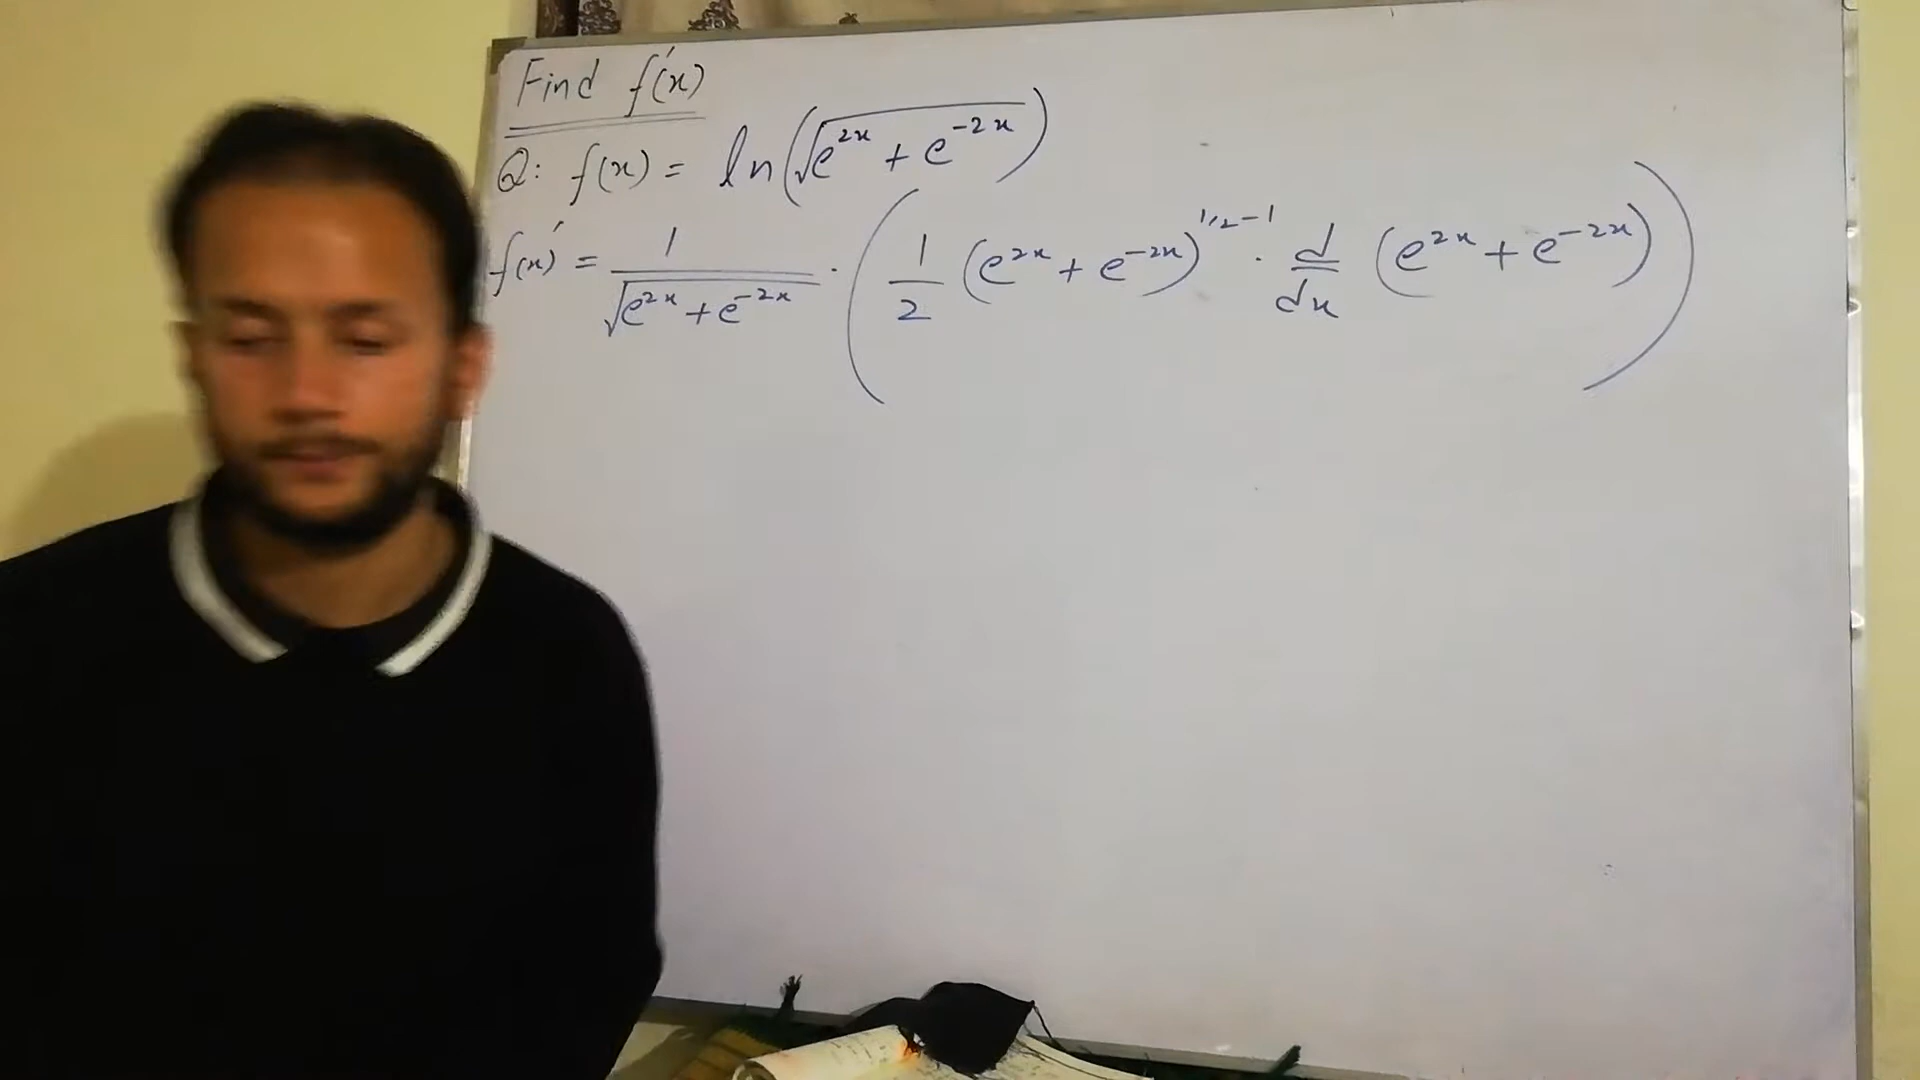 Find f'(x)
Q: f(x) = ln(√(e^{2x} + e^{-2x}))
f(x)' = 1/√(e^{2x} + e^{-2x}) · (1/2 (e^{2x} + e^{-2x})^{1/2-1} · d/dx (e^{2x} + e^{-2x}))